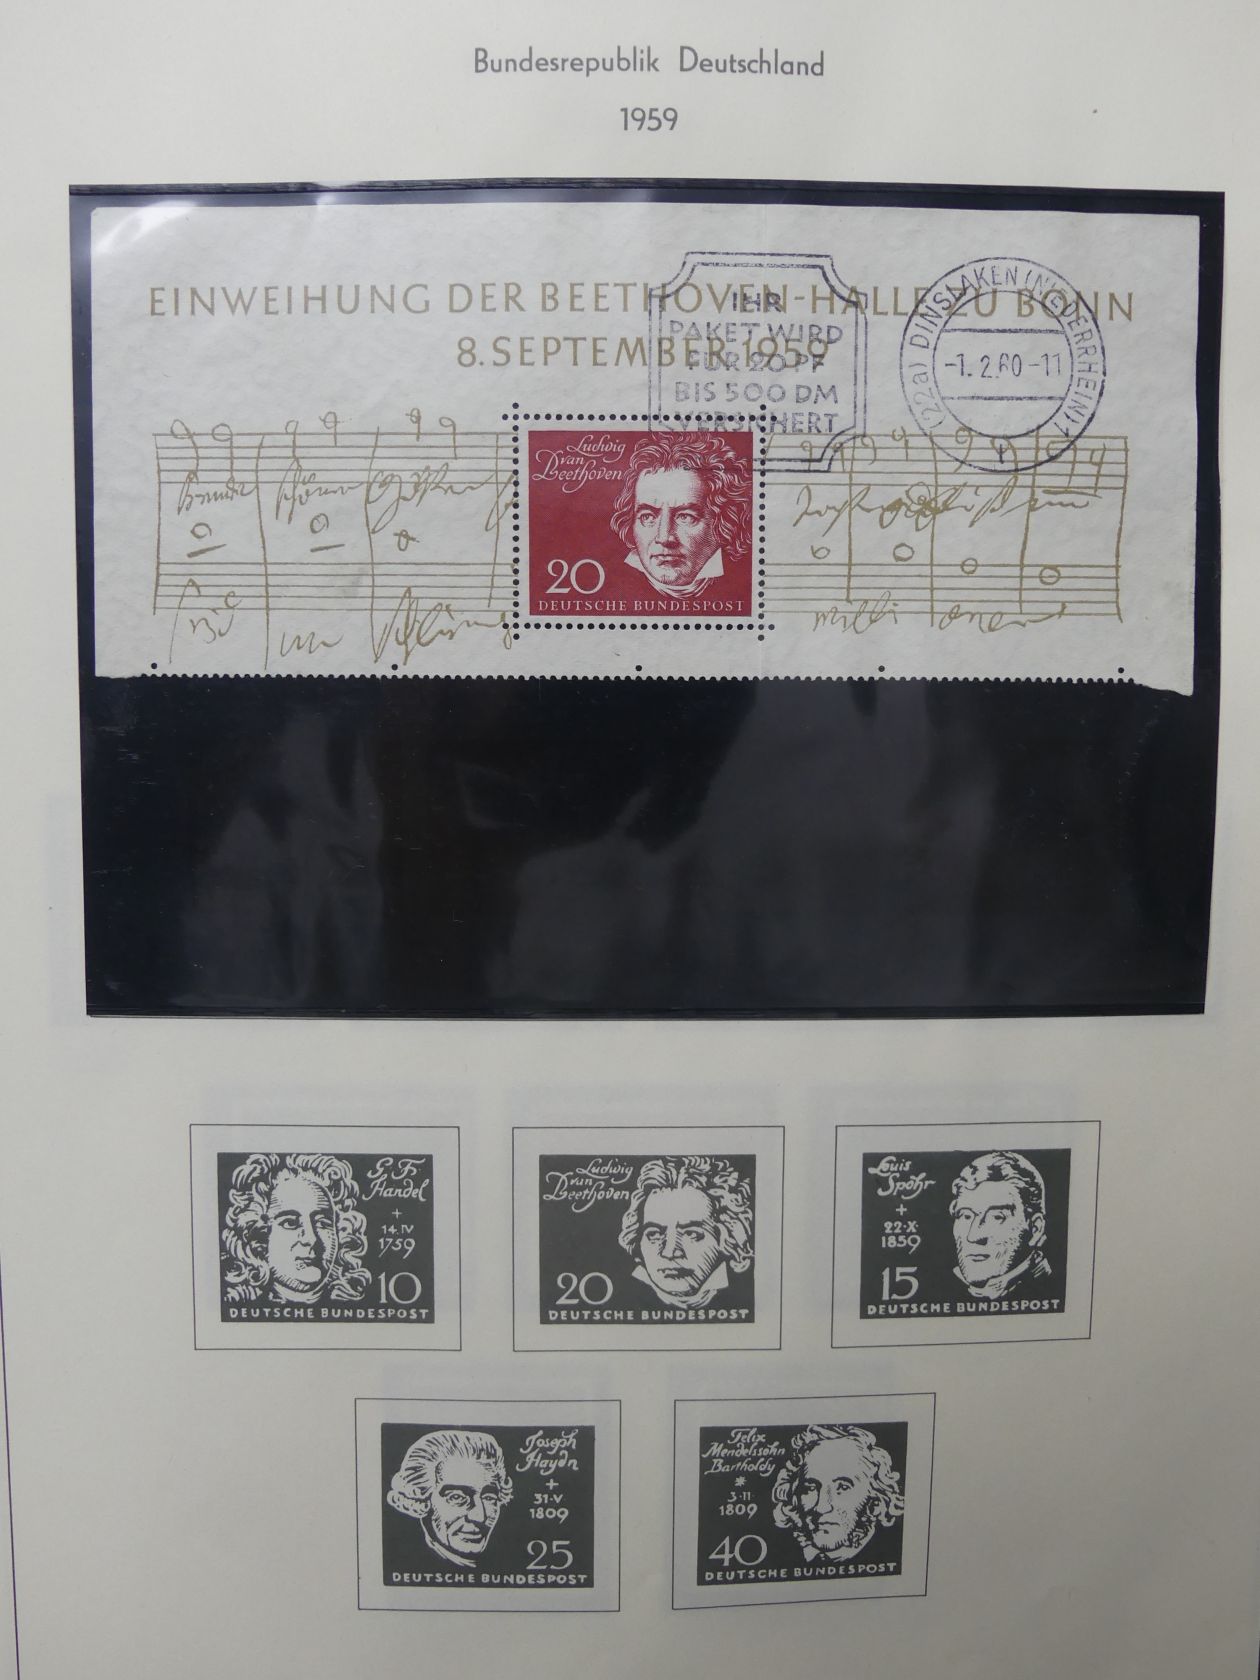 Bundesrepublik Deutschland
1959
EINWEIHUNG DER BEETHOVEN-HALLE ZU BONN
8. SEPTEMBER 1959
IHR
PAKET WIRD
FÜR 20 PF
BIS 500 DM
VERSICHERT
(22a) DINSLAKEN (NIEDERRHEIN) 1
-1.2.60-11
Ludwig
van
Beethoven
20
DEUTSCHE BUNDESPOST
G. F.
Händel
+
14.IV
1759
10
DEUTSCHE BUNDESPOST
Ludwig
van
Beethoven
20
DEUTSCHE BUNDESPOST
Louis
Spohr
+
22·X
1859
15
DEUTSCHE BUNDESPOST
Joseph
Haydn
+
31·V
1809
25
DEUTSCHE BUNDESPOST
Felix
Mendelssohn
Bartholdy
*
3·II·
1809
40
DEUTSCHE BUNDESPOST